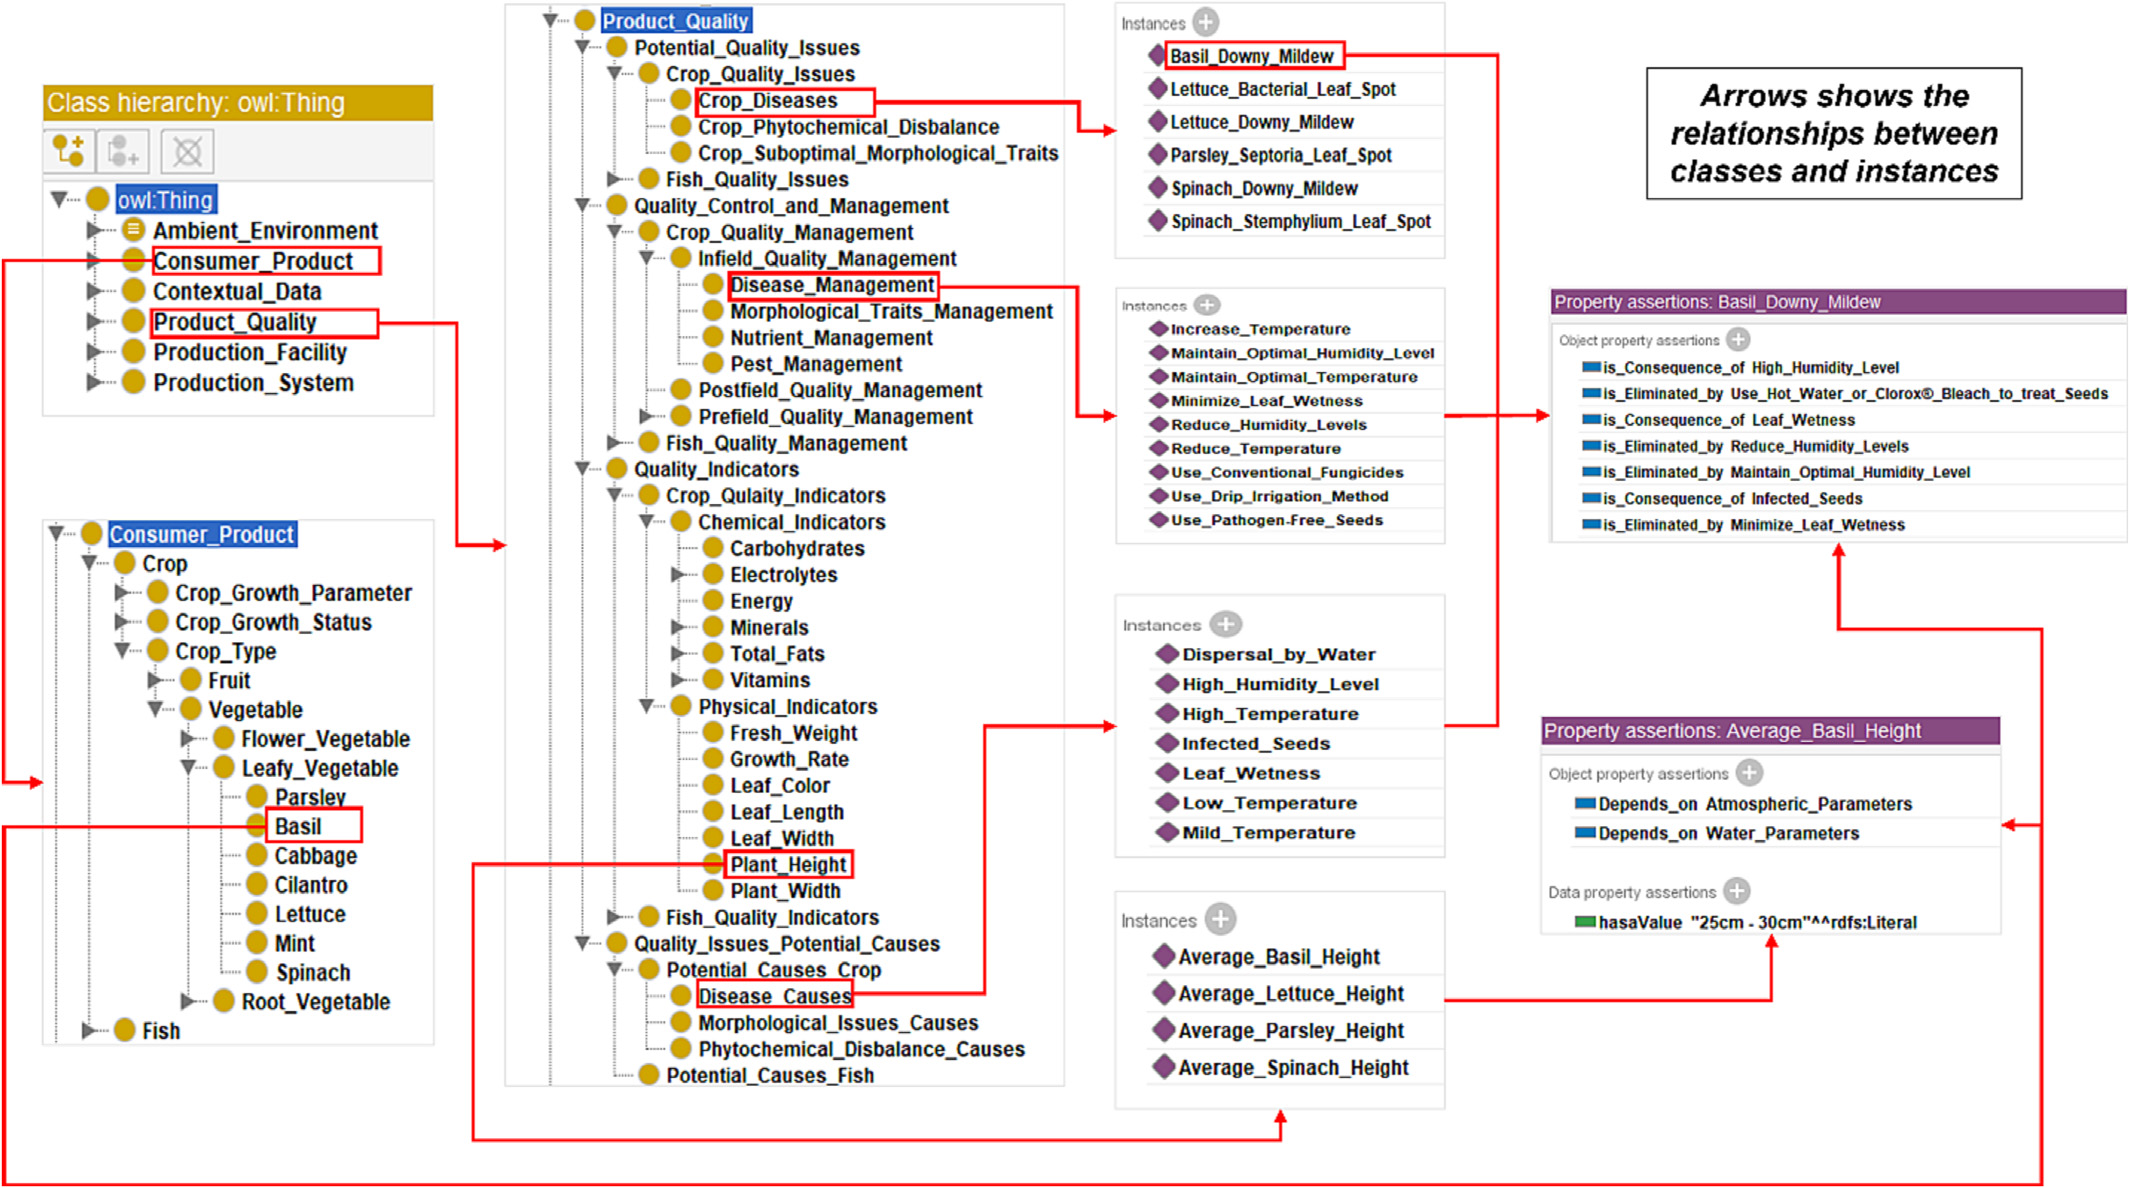 Class hierarchy: owl:Thing
owl:Thing
Ambient_Environment
Consumer_Product
Contextual_Data
Product_Quality
Production_Facility
Production_System
Consumer_Product
Crop
Crop_Growth_Parameter
Crop_Growth_Status
Crop_Type
Fruit
Vegetable
Flower_Vegetable
Leafy_Vegetable
Parsley
Basil
Cabbage
Cilantro
Lettuce
Mint
Spinach
Root_Vegetable
Fish
Product_Quality
Potential_Quality_Issues
Crop_Quality_Issues
Crop_Diseases
Crop_Phytochemical_Disbalance
Crop_Suboptimal_Morphological_Traits
Fish_Quality_Issues
Quality_Control_and_Management
Crop_Quality_Management
Infield_Quality_Management
Disease_Management
Morphological_Traits_Management
Nutrient_Management
Pest_Management
Postfield_Quality_Management
Prefield_Quality_Management
Fish_Quality_Management
Quality_Indicators
Crop_Qulaity_Indicators
Chemical_Indicators
Carbohydrates
Electrolytes
Energy
Minerals
Total_Fats
Vitamins
Physical_Indicators
Fresh_Weight
Growth_Rate
Leaf_Color
Leaf_Length
Leaf_Width
Plant_Height
Plant_Width
Fish_Quality_Indicators
Quality_Issues_Potential_Causes
Potential_Causes_Crop
Disease_Causes
Morphological_Issues_Causes
Phytochemical_Disbalance_Causes
Potential_Causes_Fish
Instances
Basil_Downy_Mildew
Lettuce_Bacterial_Leaf_Spot
Lettuce_Downy_Mildew
Parsley_Septoria_Leaf_Spot
Spinach_Downy_Mildew
Spinach_Stemphylium_Leaf_Spot
Instances
Increase_Temperature
Maintain_Optimal_Humidity_Level
Maintain_Optimal_Temperature
Minimize_Leaf_Wetness
Reduce_Humidity_Levels
Reduce_Temperature
Use_Conventional_Fungicides
Use_Drip_Irrigation_Method
Use_Pathogen-Free_Seeds
Instances
Dispersal_by_Water
High_Humidity_Level
High_Temperature
Infected_Seeds
Leaf_Wetness
Low_Temperature
Mild_Temperature
Instances
Average_Basil_Height
Average_Lettuce_Height
Average_Parsley_Height
Average_Spinach_Height
Arrows shows the
relationships between
classes and instances
Property assertions: Basil_Downy_Mildew
Object property assertions
is_Consequence_of High_Humidity_Level
is_Eliminated_by Use_Hot_Water_or_Clorox®_Bleach_to_treat_Seeds
is_Consequence_of Leaf_Wetness
is_Eliminated_by Reduce_Humidity_Levels
is_Eliminated_by Maintain_Optimal_Humidity_Level
is_Consequence_of Infected_Seeds
is_Eliminated_by Minimize_Leaf_Wetness
Property assertions: Average_Basil_Height
Object property assertions
Depends_on Atmospheric_Parameters
Depends_on Water_Parameters
Data property assertions
hasaValue "25cm - 30cm"^^rdfs:Literal